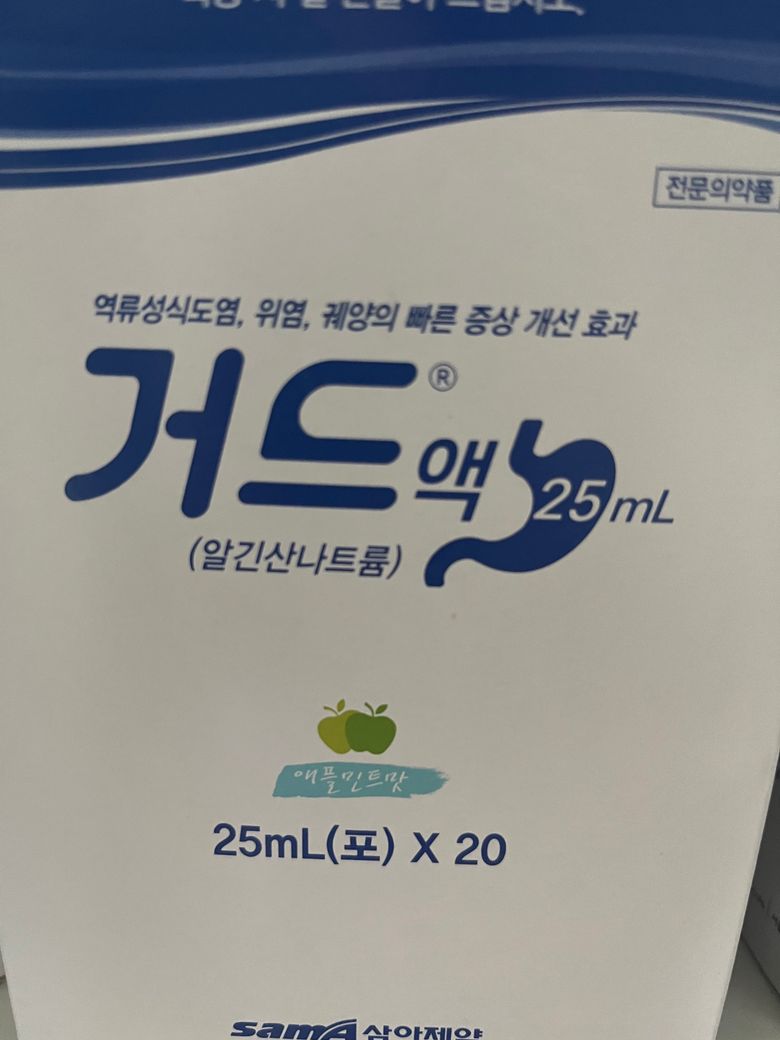 전문의약품
역류성식도염, 위염, 궤양의 빠른 증상 개선 효과
거드® 액 25mL
(알긴산나트륨)
애플민트맛
25mL(포) X 20
samA 삼아제약